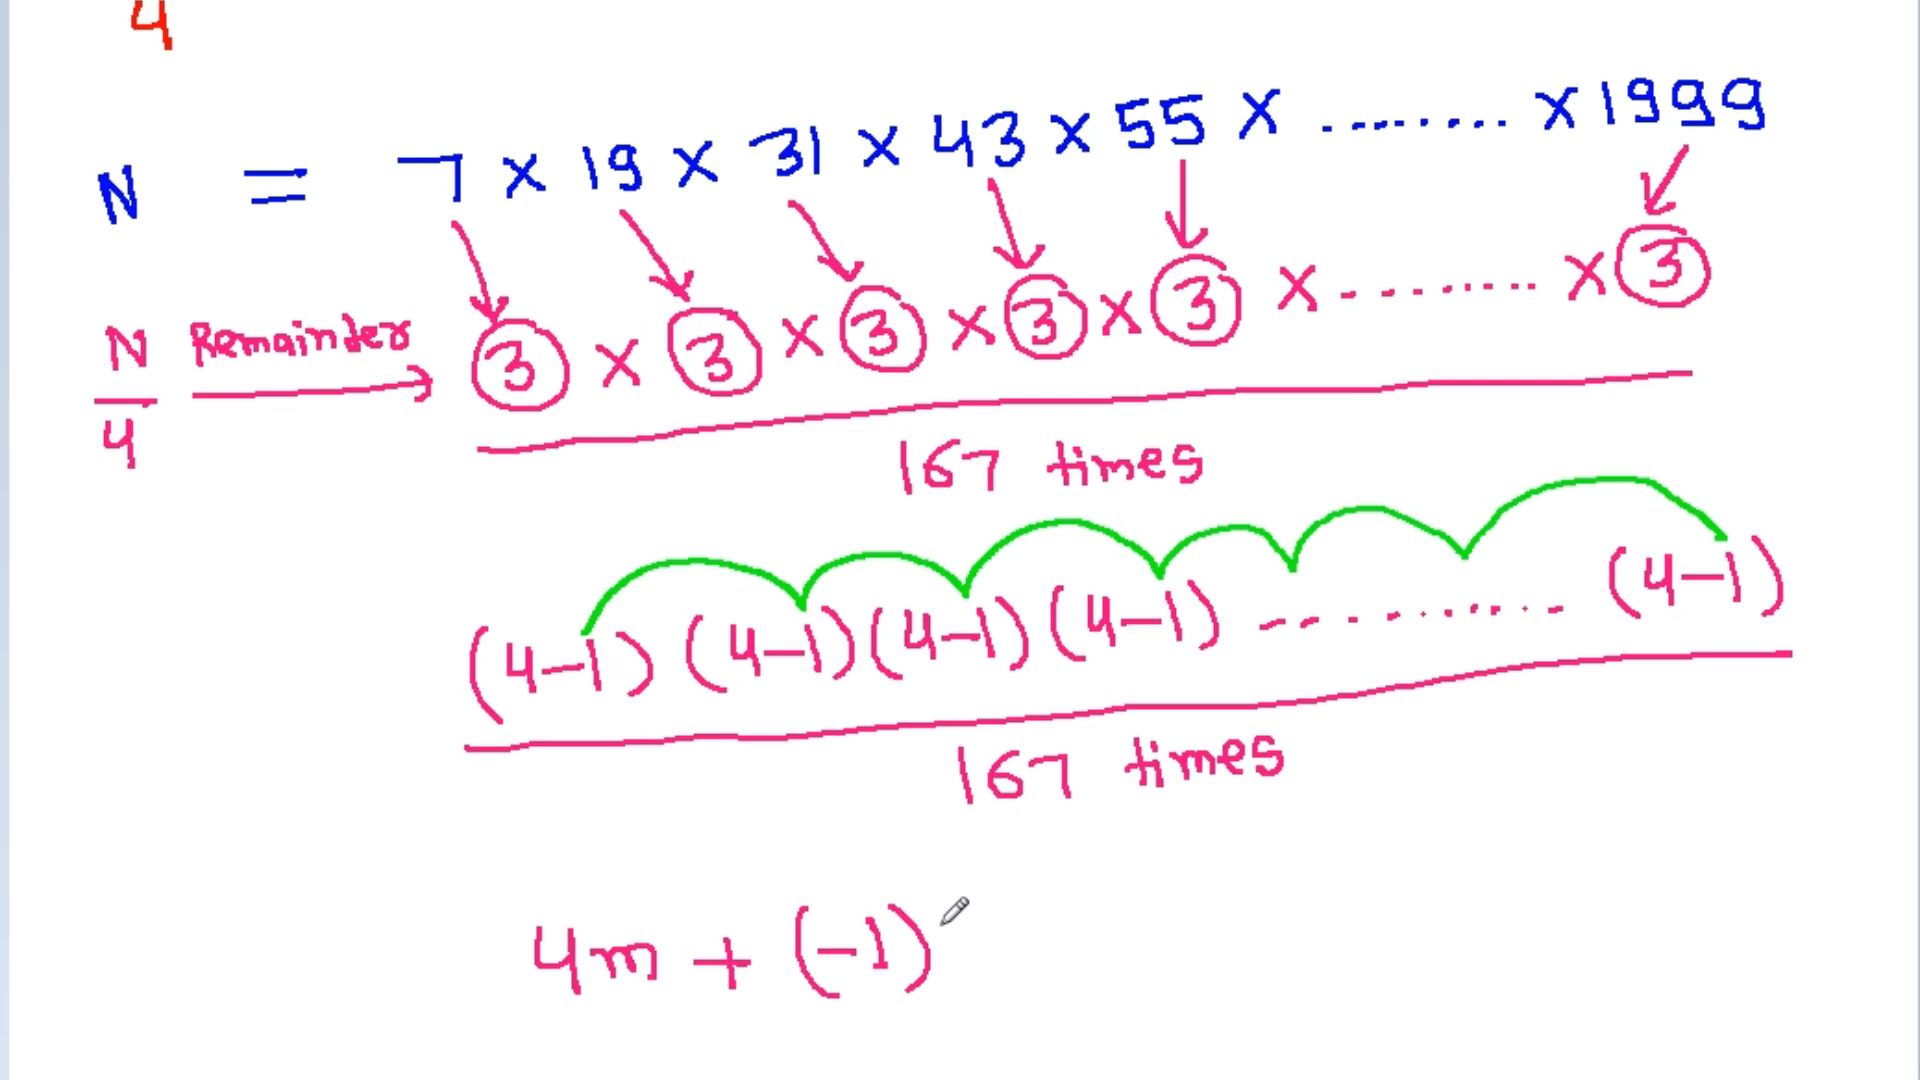 4
N = 7 × 19 × 31 × 43 × 55 × ......... × 1999
N/4 Remainder → 3 × 3 × 3 × 3 × 3 × ......... × 3
167 times
(4-1) (4-1) (4-1) (4-1) ........... (4-1)
167 times
4m + (-1)